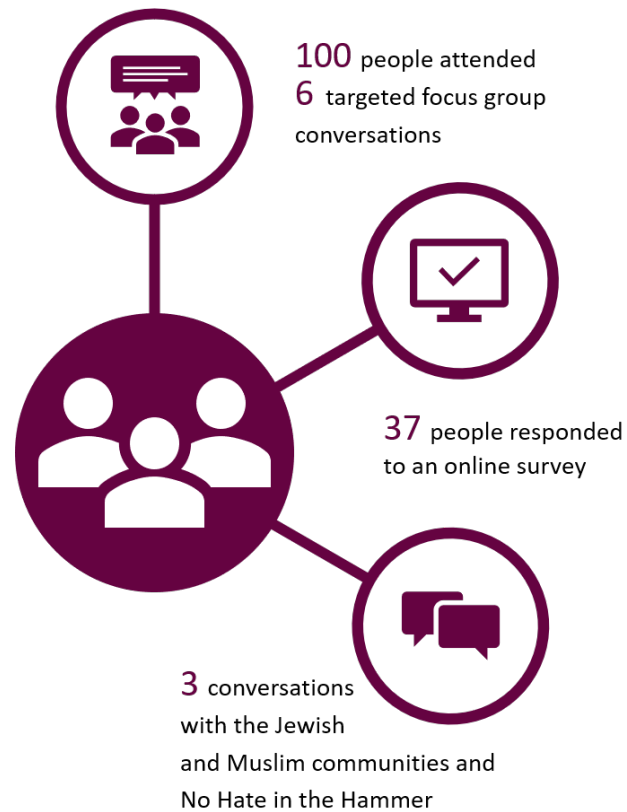 100 people attended
6 targeted focus group
conversations
37 people responded
to an online survey
3 conversations
with the Jewish
and Muslim communities and
No Hate in the Hammer